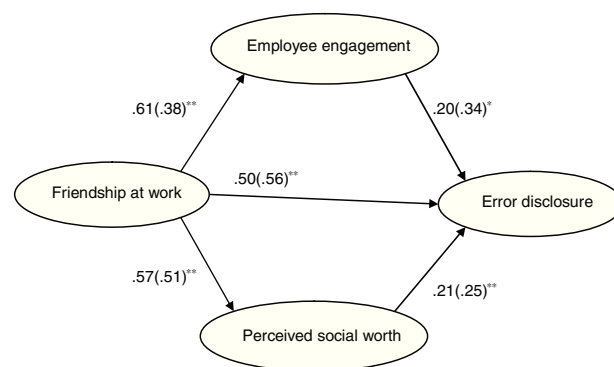 Employee engagement
.61(.38)**
.20(.34)*
Friendship at work
.50(.56)**
Error disclosure
.57(.51)**
.21(.25)**
Perceived social worth